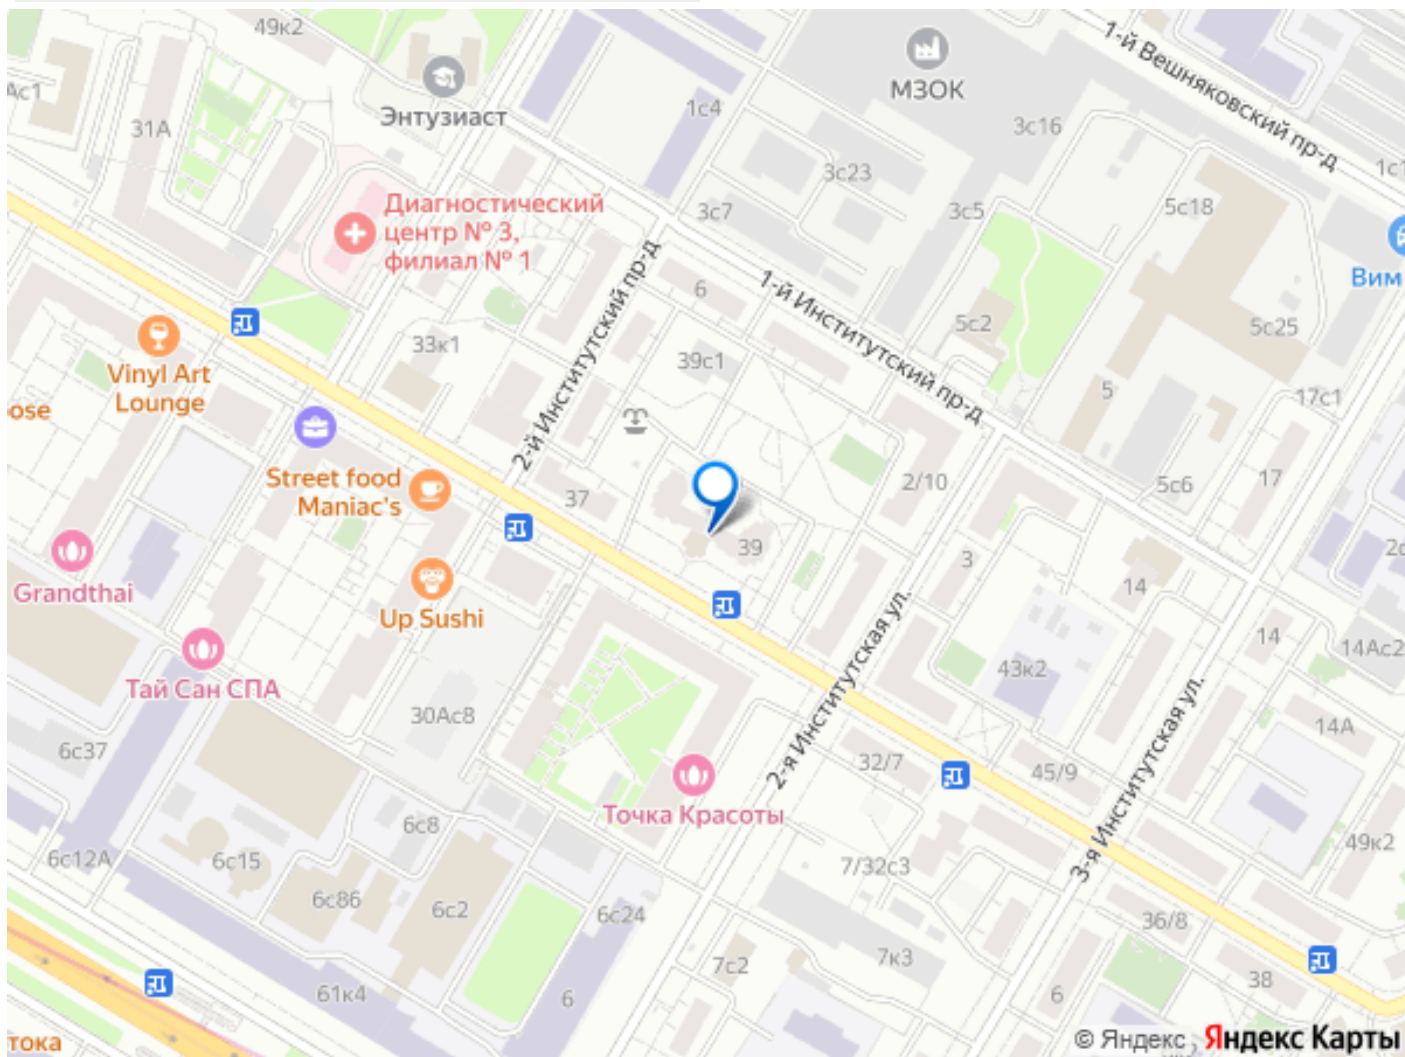 49к2
1-й Вешняковский пр-д
Ас1
Энтузиаст
МЗОК
31А
1с4
3с16
3с23
1с1
Диагностический
центр № 3,
филиал № 1
3с7
3с5
5с18
2-й Институтский пр-д
6
1-й Институтский пр-д
Вим
5с2
5с25
33к1
39с1
Vinyl Art
Lounge
ose
5
17с1
Street food
Maniac's
37
2/10
5с6
17
39
2с
Grandthai
Up Sushi
3
14
2-я Институтская ул.
14
14Ас2
43к2
Тай Сан СПА
30Ас8
3-я Институтская ул.
14А
6с37
32/7
45/9
Точка Красоты
6с8
6с12А
6с15
7/32с3
49к2
6с86
6с2
6с24
36/8
7с2
7к3
61к4
6
6
38
тока
© Яндекс
Яндекс Карты